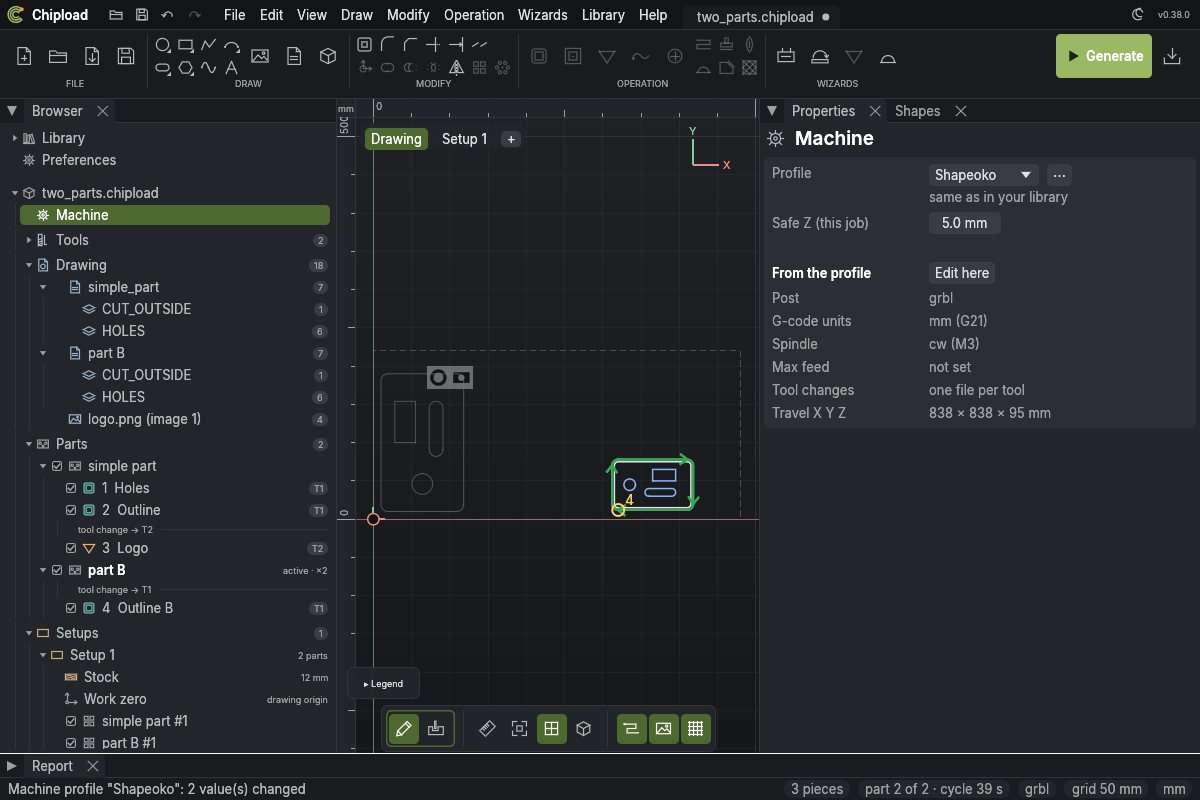 Chipload
File Edit View Draw Modify Operation Wizards Library Help
two_parts.chipload
v0.38.0
FILE
DRAW
MODIFY
OPERATION
WIZARDS
Generate
Browser
Library
Preferences
two_parts.chipload
Machine
Tools 2
Drawing 18
simple_part 7
CUT_OUTSIDE 1
HOLES 6
part B 7
CUT_OUTSIDE 1
HOLES 6
logo.png (image 1) 4
Parts 2
simple part
1 Holes T1
2 Outline T1
tool change → T2
3 Logo T2
part B active · ×2
tool change → T1
4 Outline B T1
Setups 1
Setup 1 2 parts
Stock 12 mm
Work zero drawing origin
simple part #1
part B #1
mm
0
500
0
Drawing Setup 1 +
Y
X
4
Legend
Properties Shapes
Machine
Profile Shapeoko ...
same as in your library
Safe Z (this job) 5.0 mm
From the profile Edit here
Post grbl
G-code units mm (G21)
Spindle cw (M3)
Max feed not set
Tool changes one file per tool
Travel X Y Z 838 × 838 × 95 mm
Report
Machine profile "Shapeoko": 2 value(s) changed
3 pieces part 2 of 2 · cycle 39 s grbl grid 50 mm mm